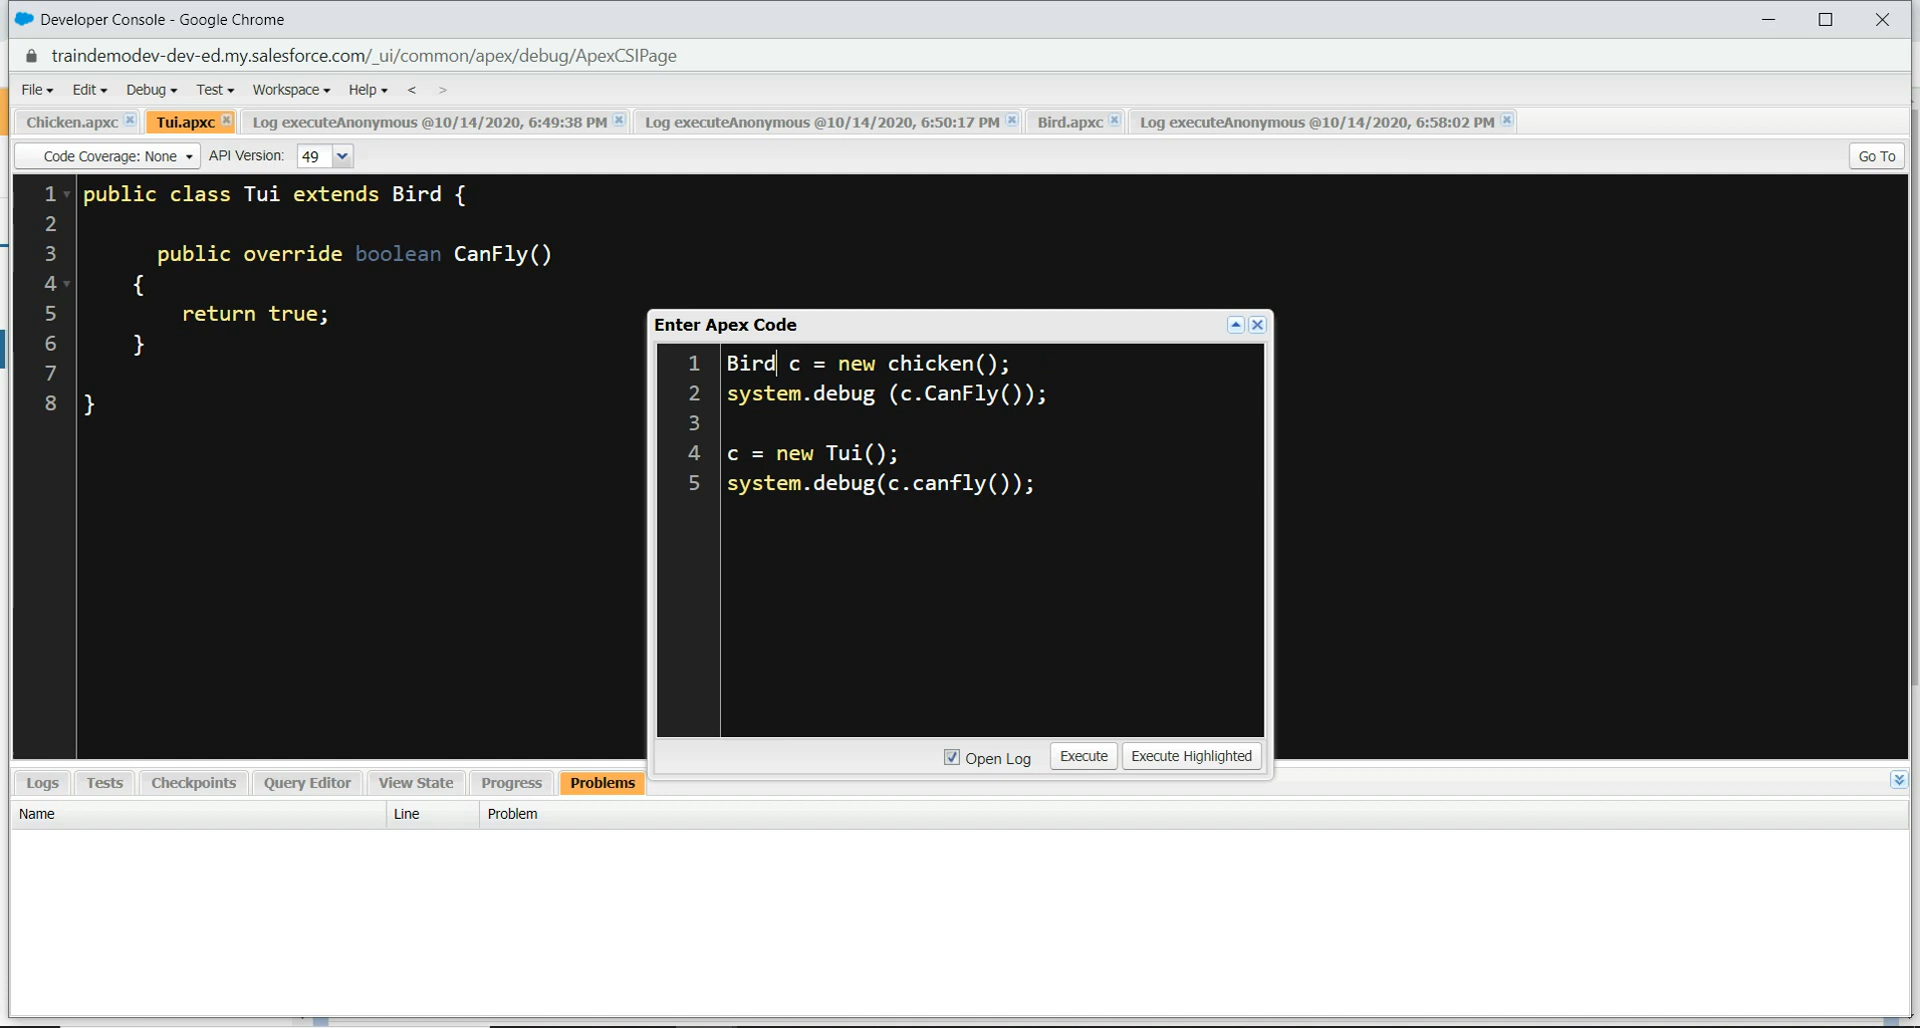 Developer Console - Google Chrome
traindemodev-dev-ed.my.salesforce.com/_ui/common/apex/debug/ApexCSIPage
File Edit Debug Test Workspace Help < >
Chicken.apxc Tui.apxc Log executeAnonymous @10/14/2020, 6:49:38 PM Log executeAnonymous @10/14/2020, 6:50:17 PM Bird.apxc Log executeAnonymous @10/14/2020, 6:58:02 PM
Code Coverage: None API Version: 49 Go To
1 public class Tui extends Bird {
2
3 public override boolean CanFly()
4 {
5 return true;
6 }
7
8 }
Enter Apex Code
1 Bird c = new chicken();
2 system.debug (c.CanFly());
3
4 c = new Tui();
5 system.debug(c.canfly());
Open Log Execute Execute Highlighted
Logs Tests Checkpoints Query Editor View State Progress Problems
Name Line Problem